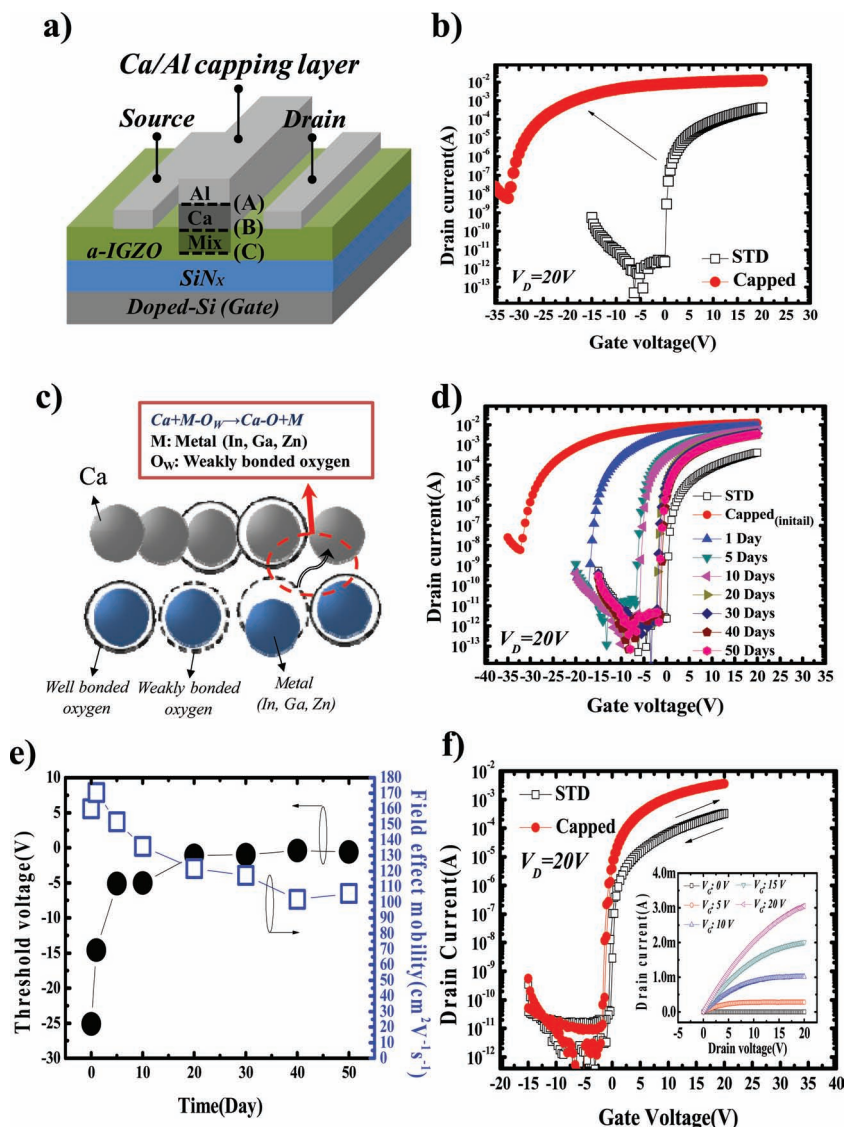 a)
Ca/Al capping layer
Source
Drain
Al
(A)
Ca
(B)
Mix
(C)
a-IGZO
SiNx
Doped-Si (Gate)
b)
Drain current(A)
10⁻²
10⁻³
10⁻⁴
10⁻⁵
10⁻⁶
10⁻⁷
10⁻⁸
10⁻⁹
10⁻¹⁰
10⁻¹¹
10⁻¹²
10⁻¹³
STD
Capped
V_D=20V
-35 -30 -25 -20 -15 -10 -5 0 5 10 15 20 25 30
Gate voltage(V)
c)
Ca+M-O_W→Ca-O+M
M: Metal (In, Ga, Zn)
O_W: Weakly bonded oxygen
Ca
Well bonded
oxygen
Weakly bonded
oxygen
Metal
(In, Ga, Zn)
d)
Drain current(A)
10⁻²
10⁻³
10⁻⁴
10⁻⁵
10⁻⁶
10⁻⁷
10⁻⁸
10⁻⁹
10⁻¹⁰
10⁻¹¹
10⁻¹²
10⁻¹³
STD
Capped(initail)
1 Day
5 Days
10 Days
20 Days
30 Days
40 Days
50 Days
V_D=20V
-40 -35 -30 -25 -20 -15 -10 -5 0 5 10 15 20 25 30 35
Gate voltage(V)
e)
Threshold voltage(V)
10
5
0
-5
-10
-15
-20
-25
-30
0 10 20 30 40 50
Time(Day)
180
170
160
150
140
130
120
110
100
90
80
70
60
50
40
30
20
10
0
Field effect mobility(cm²V⁻¹s⁻¹)
f)
Drain Current(A)
10⁻²
10⁻³
10⁻⁴
10⁻⁵
10⁻⁶
10⁻⁷
10⁻⁸
10⁻⁹
10⁻¹⁰
10⁻¹¹
10⁻¹²
STD
Capped
V_D=20V
V_G: 0 V
V_G: 15 V
V_G: 5 V
V_G: 20 V
V_G: 10 V
Drain current(A)
3.0m
2.0m
1.0m
0.0
-5 0 5 10 15 20
Drain voltage(V)
-20 -15 -10 -5 0 5 10 15 20 25 30 35 40
Gate Voltage(V)